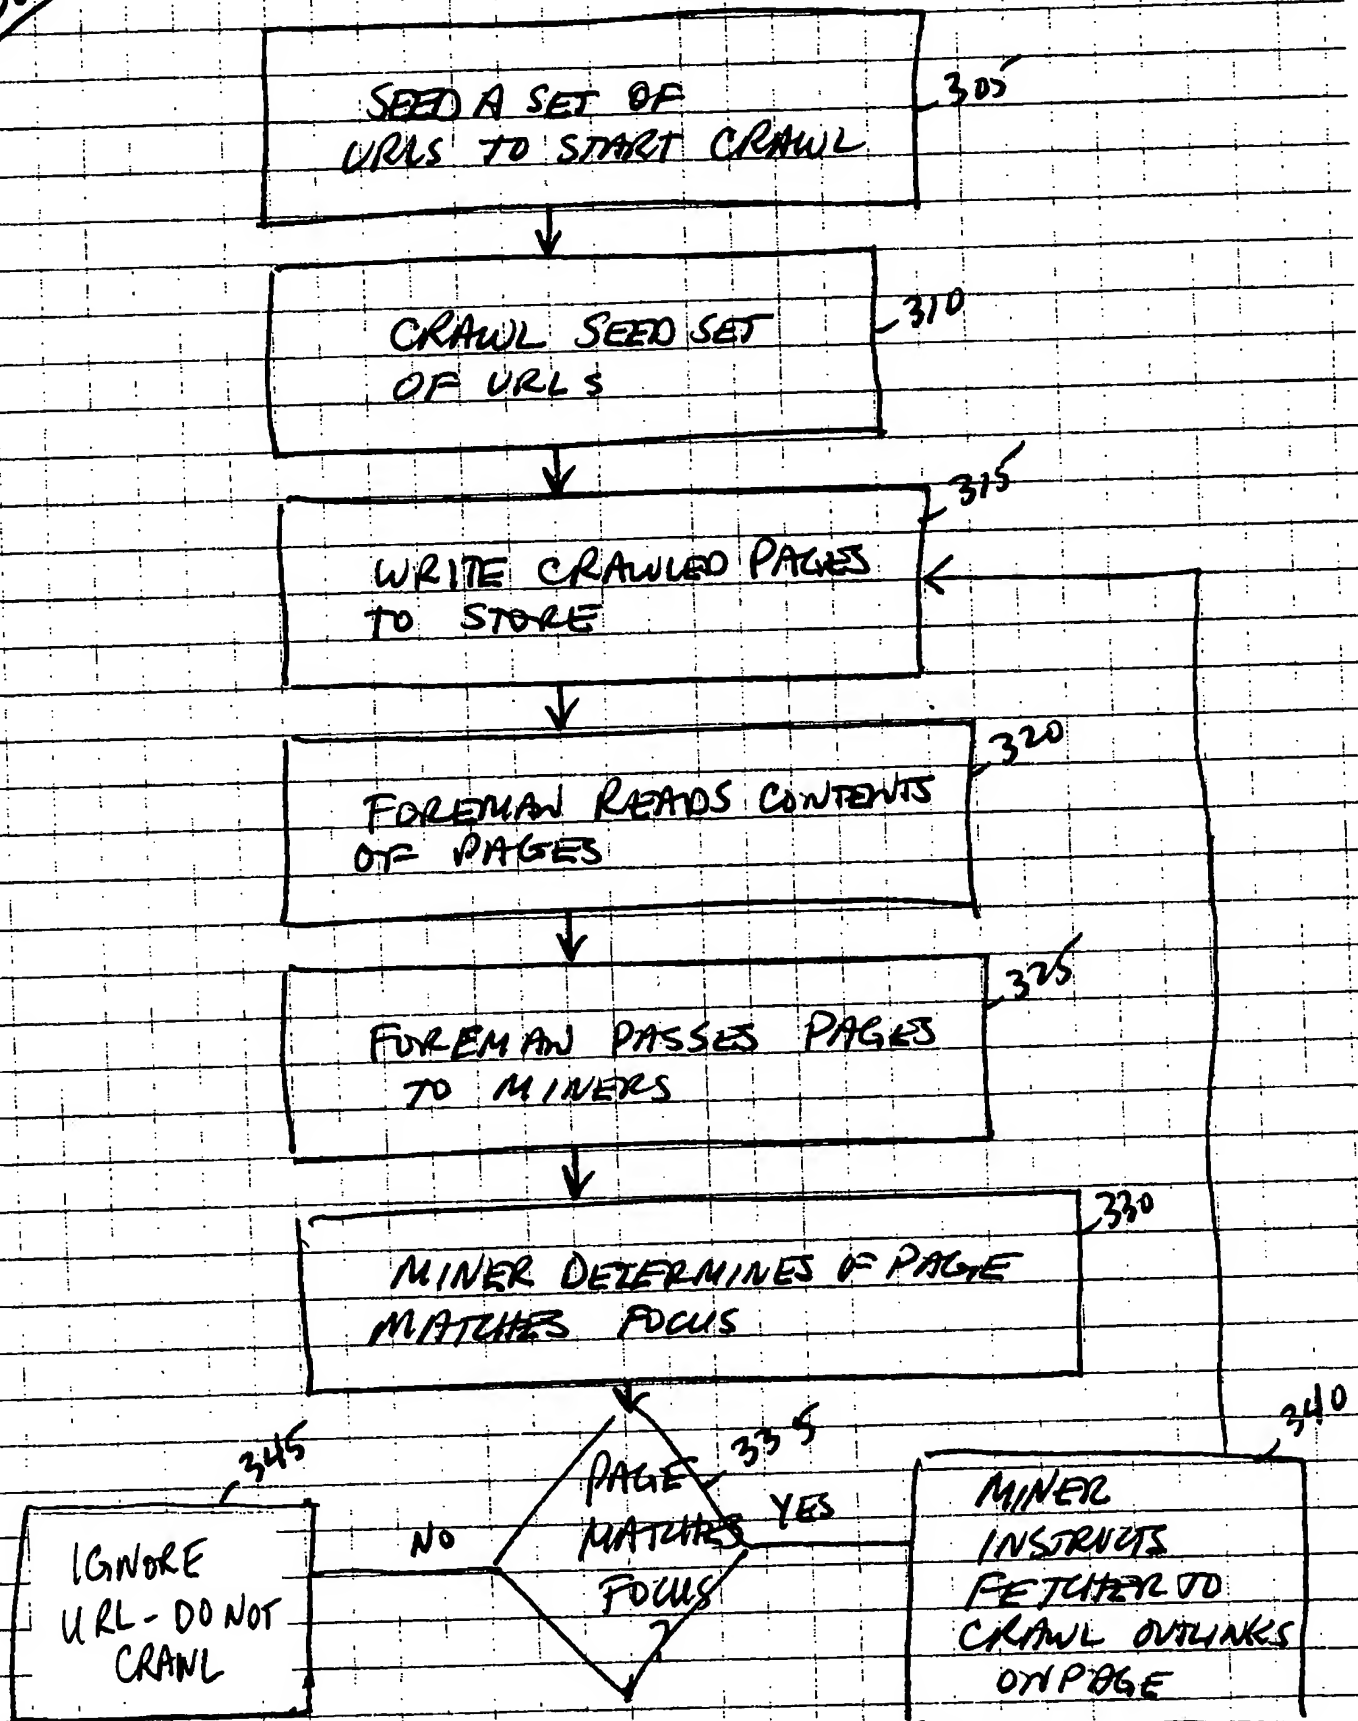 SEED A SET OF
URLS TO START CRAWL
305
CRAWL SEED SET
OF URLS
310
315
WRITE CRAWLED PAGES
TO STORE
320
FOREMAN READS CONTENTS
OF PAGES
325
FOREMAN PASSES PAGES
TO MINERS
330
MINER DETERMINES OF PAGE
MATCHES FOCUS
345
IGNORE
URL - DO NOT
CRAWL
NO
335
PAGE
MATCHES
FOCUS
?
YES
340
MINER
INSTRUCTS
FETCHER TO
CRAWL OUTLINKS
ON PAGE